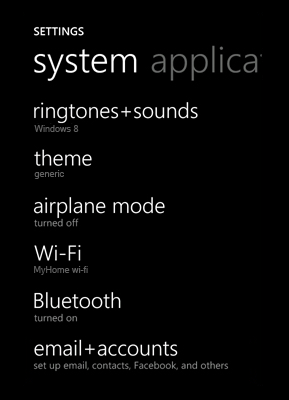 SETTINGS
system applica
ringtones+sounds
Windows 8
theme
generic
airplane mode
turned off
Wi-Fi
MyHome wi-fi
Bluetooth
turned on
email+accounts
set up email, contacts, Facebook, and others